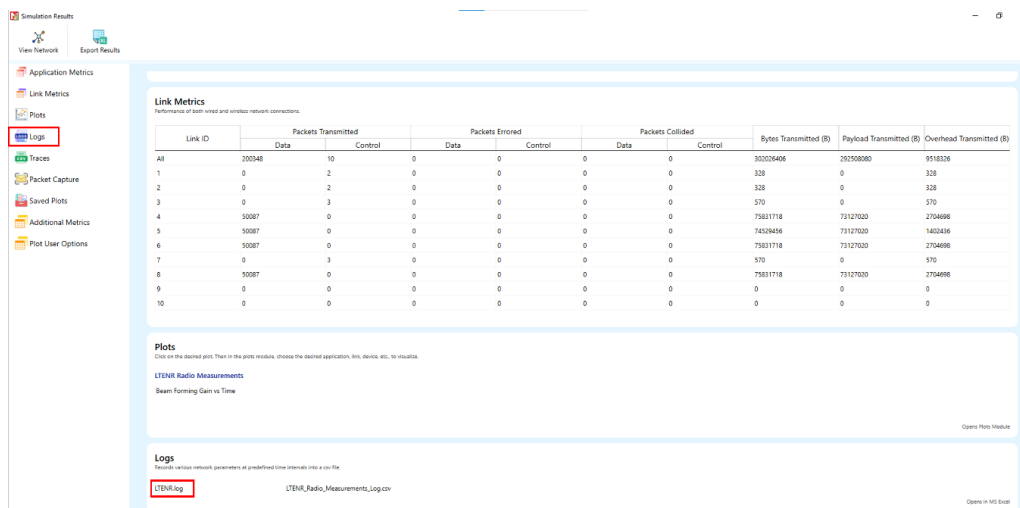 Simulation Results
View Network Export Results
Application Metrics
Link Metrics
Plots
Logs
Traces
Packet Capture
Saved Plots
Additional Metrics
Plot User Options
Link Metrics
Performance of both wired and wireless network connections.
Link ID Packets Transmitted Packets Errored Packets Collided Bytes Transmitted (B) Payload Transmitted (B) Overhead Transmitted (B)
Data Control Data Control Data Control
All 200348 10 0 0 0 0 302026406 292508080 9518326
1 0 2 0 0 0 0 328 0 328
2 0 2 0 0 0 0 328 0 328
3 0 3 0 0 0 0 570 0 570
4 50087 0 0 0 0 0 75831718 73127020 2704698
5 50087 0 0 0 0 0 74529456 73127020 1402436
6 50087 0 0 0 0 0 75831718 73127020 2704698
7 0 3 0 0 0 0 570 0 570
8 50087 0 0 0 0 0 75831718 73127020 2704698
9 0 0 0 0 0 0 0 0 0
10 0 0 0 0 0 0 0 0 0
Plots
Click on the desired plot. Then in the plots module, choose the desired application, link, device, etc., to visualize.
LTENR Radio Measurements
Beam Forming Gain vs Time
Opens Plots Module
Logs
Records various network parameters at predefined time intervals into a csv file.
LTENR.log LTENR_Radio_Measurements_Log.csv
Opens in MS Excel